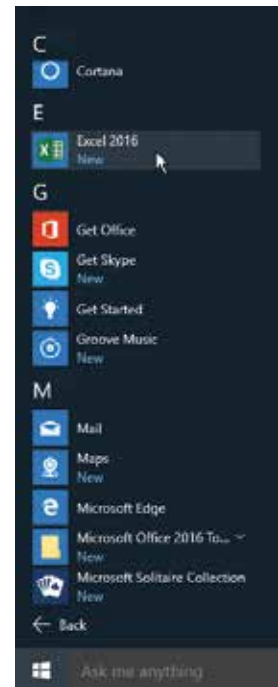 C
Cortana
E
Excel 2016
New
G
Get Office
Get Skype
New
Get Started
Groove Music
New
M
Mail
Maps
New
Microsoft Edge
Microsoft Office 2016 To...
New
Microsoft Solitaire Collection
New
Back
Ask me anything